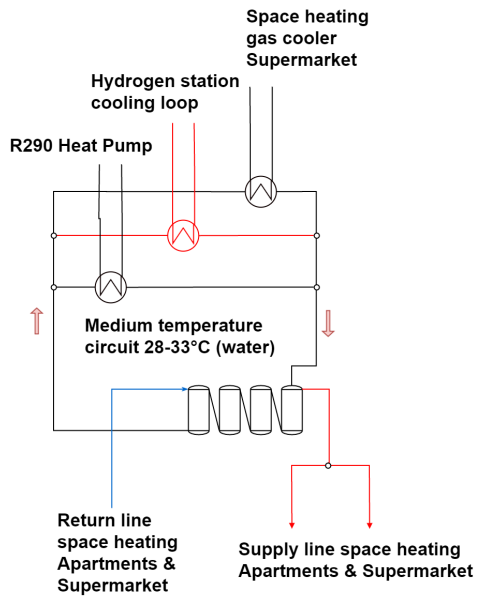 Space heating
gas cooler
Supermarket
Hydrogen station
cooling loop
R290 Heat Pump
Medium temperature
circuit 28-33°C (water)
Return line
space heating
Apartments &
Supermarket
Supply line space heating
Apartments & Supermarket